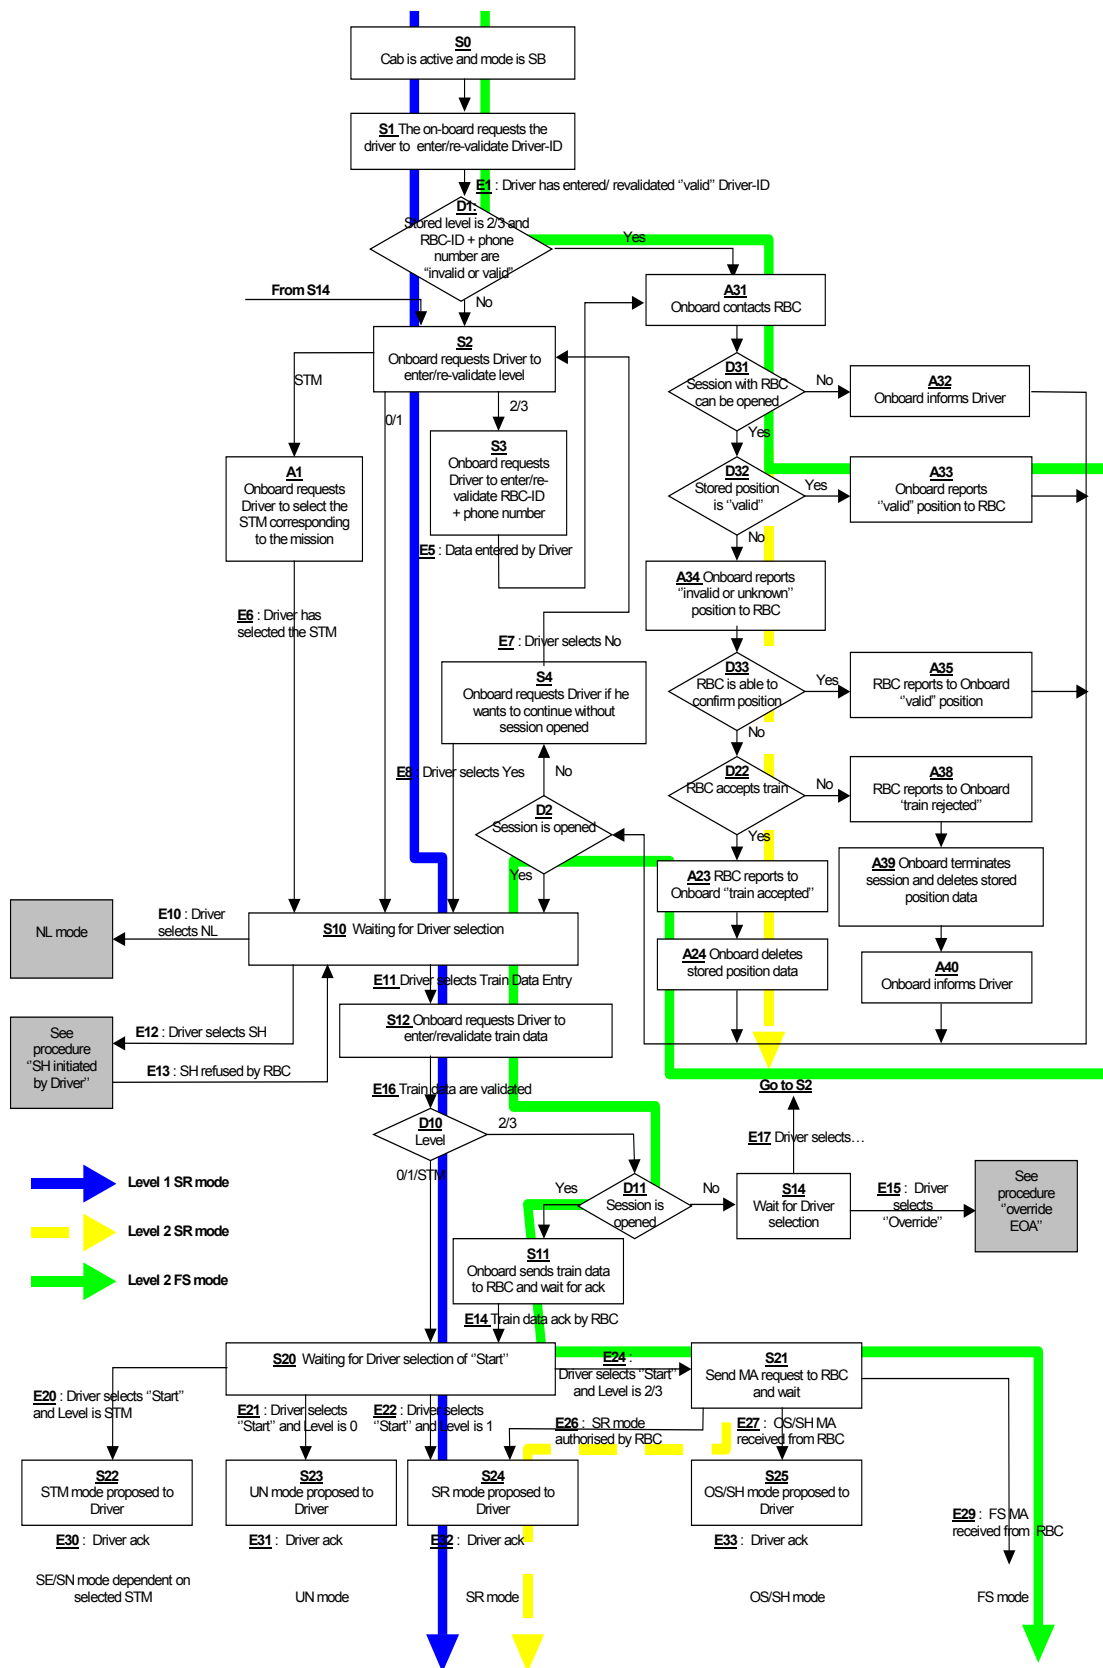 S0
Cab is active and mode is SB
S1 The on-board requests the
driver to enter/re-validate Driver-ID
E1 : Driver has entered/ revalidated “valid” Driver-ID
D1:
Stored level is 2/3 and
RBC-ID + phone
number are
“invalid or valid”
Yes
No
From S14
A31
Onboard contacts RBC
S2
Onboard requests Driver to
enter/re-validate level
STM
0/1
2/3
D31
Session with RBC
can be opened
No
Yes
A32
Onboard informs Driver
S3
Onboard requests
Driver to enter/re-
validate RBC-ID
+ phone number
A1
Onboard requests
Driver to select the
STM corresponding
to the mission
D32
Stored position
is “valid”
Yes
No
A33
Onboard reports
“valid” position to RBC
E5 : Data entered by Driver
A34 Onboard reports
“invalid or unknown”
position to RBC
E6 : Driver has
selected the STM
E7 : Driver selects No
D33
RBC is able to
confirm position
Yes
No
A35
RBC reports to Onboard
“valid” position
S4
Onboard requests Driver if he
wants to continue without
session opened
E8 : Driver selects Yes
No
D22
RBC accepts train
No
Yes
A38
RBC reports to Onboard
‘train rejected”
D2
Session is opened
Yes
A23 RBC reports to
Onboard “train accepted”
A39 Onboard terminates
session and deletes stored
position data
NL mode
E10 : Driver
selects NL
S10 Waiting for Driver selection
A24 Onboard deletes
stored position data
A40
Onboard informs Driver
E11 Driver selects Train Data Entry
See
procedure
“SH initiated
by Driver”
E12 : Driver selects SH
E13 : SH refused by RBC
S12 Onboard requests Driver to
enter/revalidate train data
E16 Train data are validated
Go to S2
D10
Level
2/3
0/1/STM
E17 Driver selects…
Level 1 SR mode
Level 2 SR mode
Level 2 FS mode
Yes
D11
Session is
opened
No
S14
Wait for Driver
selection
E15 : Driver
selects
“Override”
See
procedure
“override
EOA”
S11
Onboard sends train data
to RBC and wait for ack
E14 Train data ack by RBC
S20 Waiting for Driver selection of “Start”
E24 :
Driver selects “Start”
and Level is 2/3
S21
Send MA request to RBC
and wait
E20 : Driver selects “Start”
and Level is STM
E21 : Driver selects
“Start” and Level is 0
E22 : Driver selects
“Start” and Level is 1
E26 : SR mode
authorised by RBC
E27 : OS/SH MA
received from RBC
S22
STM mode proposed to
Driver
S23
UN mode proposed to
Driver
S24
SR mode proposed to
Driver
S25
OS/SH mode proposed to
Driver
E29 : FS MA
received from RBC
E30 : Driver ack
E31 : Driver ack
E32 : Driver ack
E33 : Driver ack
SE/SN mode dependent on
selected STM
UN mode
SR mode
OS/SH mode
FS mode